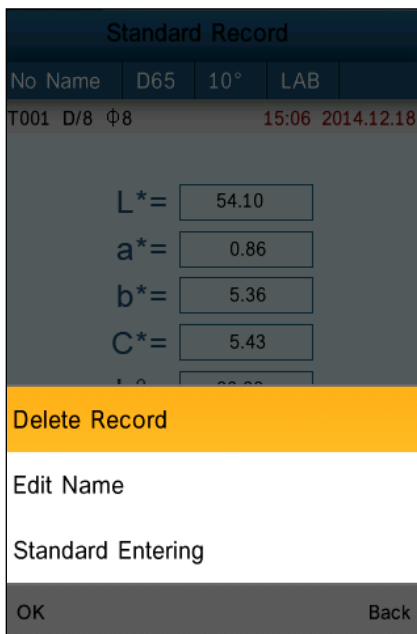 Standard Record
No Name D65 10° LAB
T001 D/8 Φ8 15:06 2014.12.18
L*= 54.10
a*= 0.86
b*= 5.36
C*= 5.43
Delete Record
Edit Name
Standard Entering
OK Back